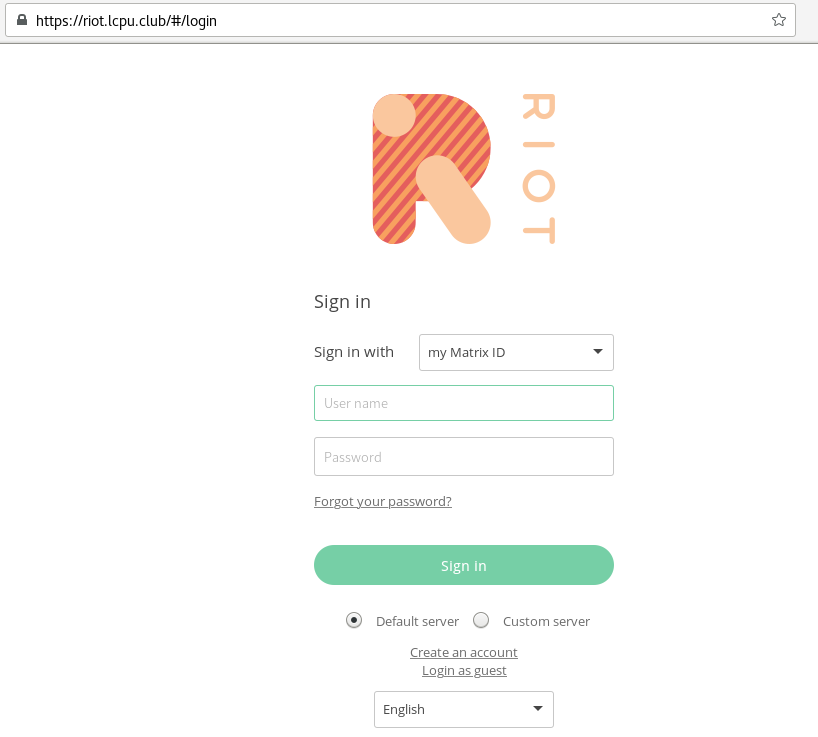 https://riot.lcpu.club/#/login
RIOT
Sign in
Sign in with my Matrix ID
User name
Password
Forgot your password?
Sign in
Default server Custom server
Create an account
Login as guest
English